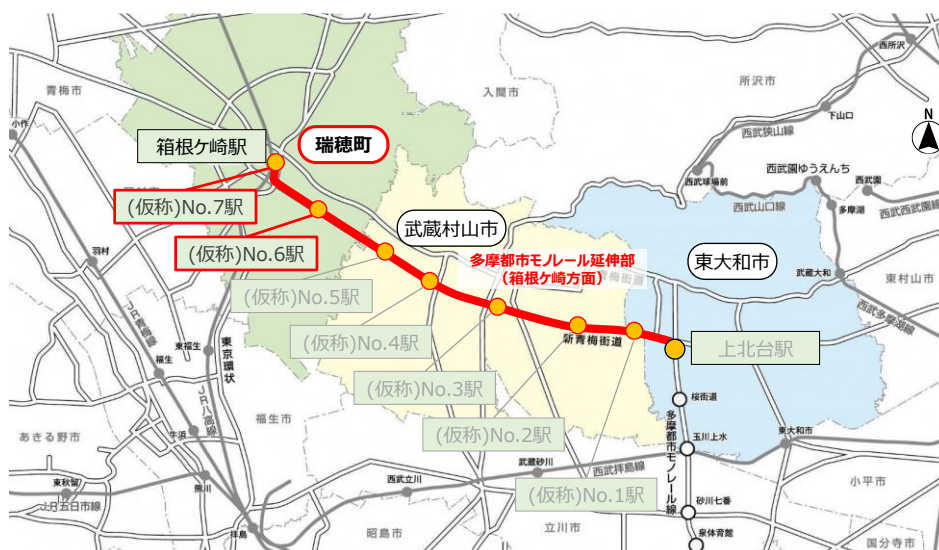 西所沢
所沢市
入間市
青梅市
小作
下山口
西武狭山線
N
箱根ケ崎駅
瑞穂町
西武球場前
西武園ゆうえんち
西武園
西武西武園線
多摩湖
西武山口線
(仮称)No.7駅
武蔵村山市
(仮称)No.6駅
多摩都市モノレール延伸部
(箱根ケ崎方面)
青梅街道
東大和市
武蔵大和
東村山市
羽村
(仮称)No.5駅
西武多摩湖線
JR青梅線
(仮称)No.4駅
新青梅街道
上北台駅
東福生
東京環状
福生
JR八高線
(仮称)No.3駅
桜街道
福生市
(仮称)No.2駅
多摩都市モノレール線
あきる野市
牛浜
玉川上水
東大和市
武蔵砂川
西武拝島線
東秋留
熊川
西武立川
(仮称)No.1駅
小平市
JR五日市線
砂川七番
拝島
昭島市
立川市
泉体育館
国分寺市